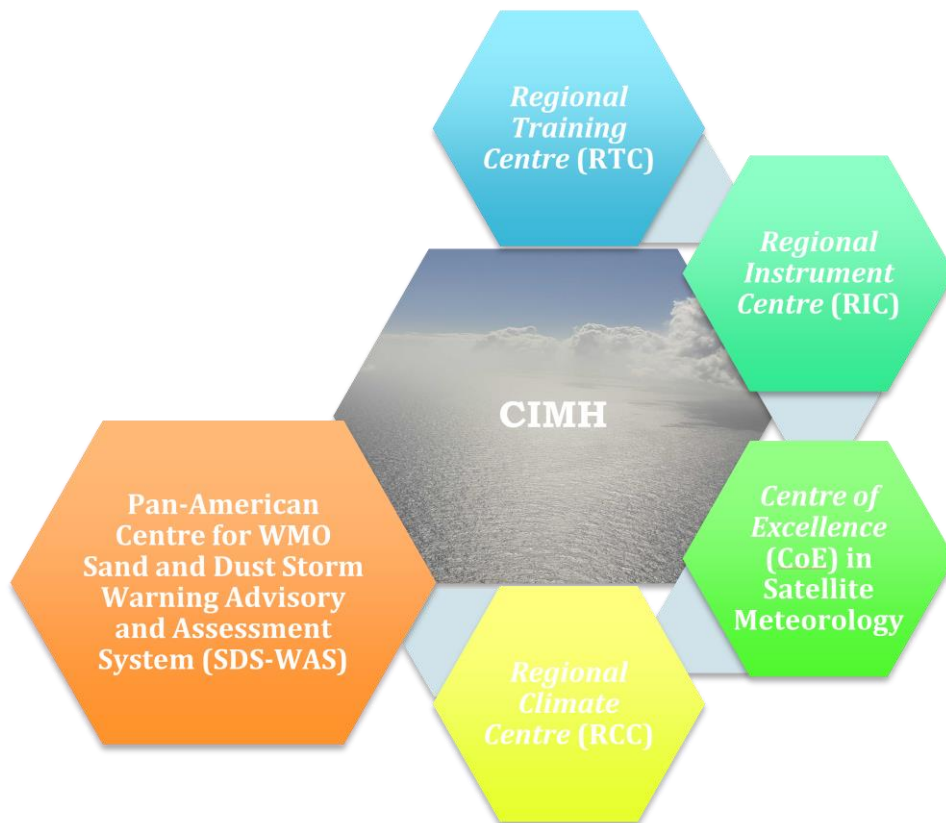 Regional
Training
Centre (RTC)
Regional
Instrument
Centre (RIC)
CIMH
Centre of
Excellence
(CoE) in
Satellite
Meteorology
Pan-American
Centre for WMO
Sand and Dust Storm
Warning Advisory
and Assessment
System (SDS-WAS)
Regional
Climate
Centre (RCC)